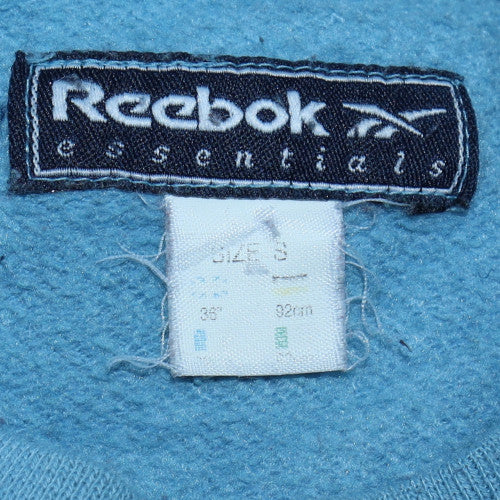 Reebok
essentials
SIZE S
36" 92cm